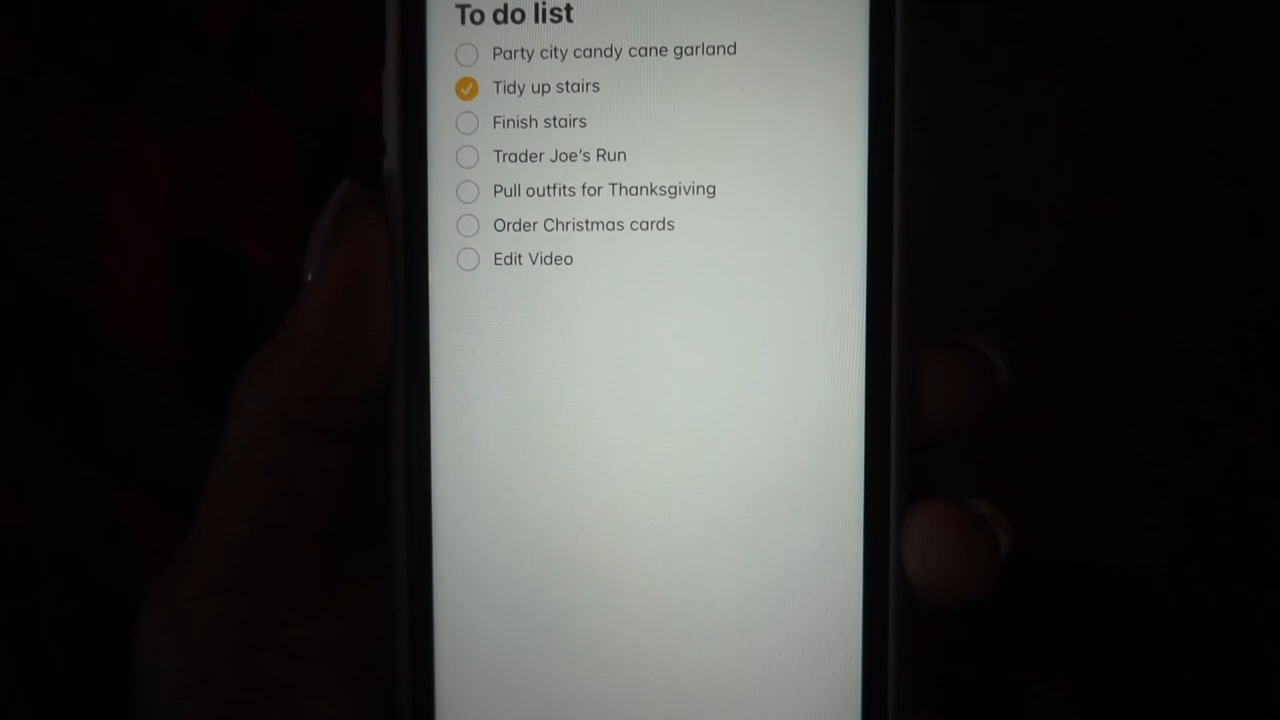 To do list
Party city candy cane garland
Tidy up stairs
Finish stairs
Trader Joe's Run
Pull outfits for Thanksgiving
Order Christmas cards
Edit Video